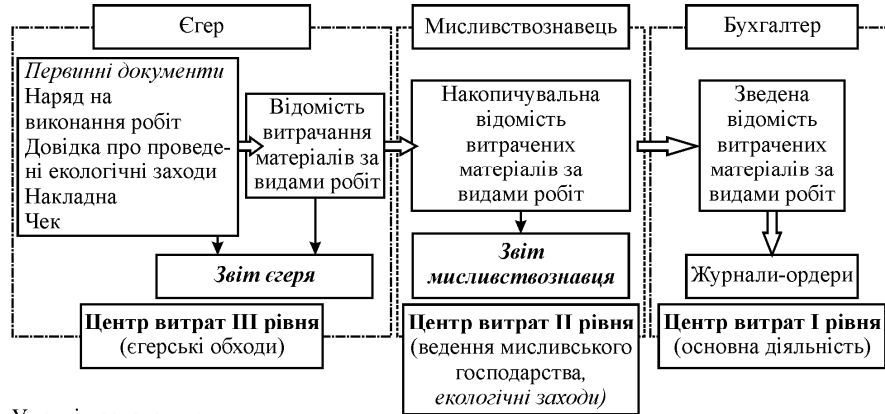 Єгер
Мисливствознавець
Бухгалтер
Первинні документи
Наряд на
виконання робіт
Довідка про проведе-
ні екологічні заходи
Накладна
Чек
Відомість
витрачання
матеріалів за
видами робіт
Накопичувальна
відомість
витрачених
матеріалів за
видами робіт
Зведена
відомість
витрачених
матеріалів за
видами робіт
Звіт єгеря
Звіт
мисливствознавця
Журнали-ордери
Центр витрат III рівня
(єгерські обходи)
Центр витрат II рівня
(ведення мисливського
господарства,
екологічні заходи)
Центр витрат I рівня
(основна діяльність)